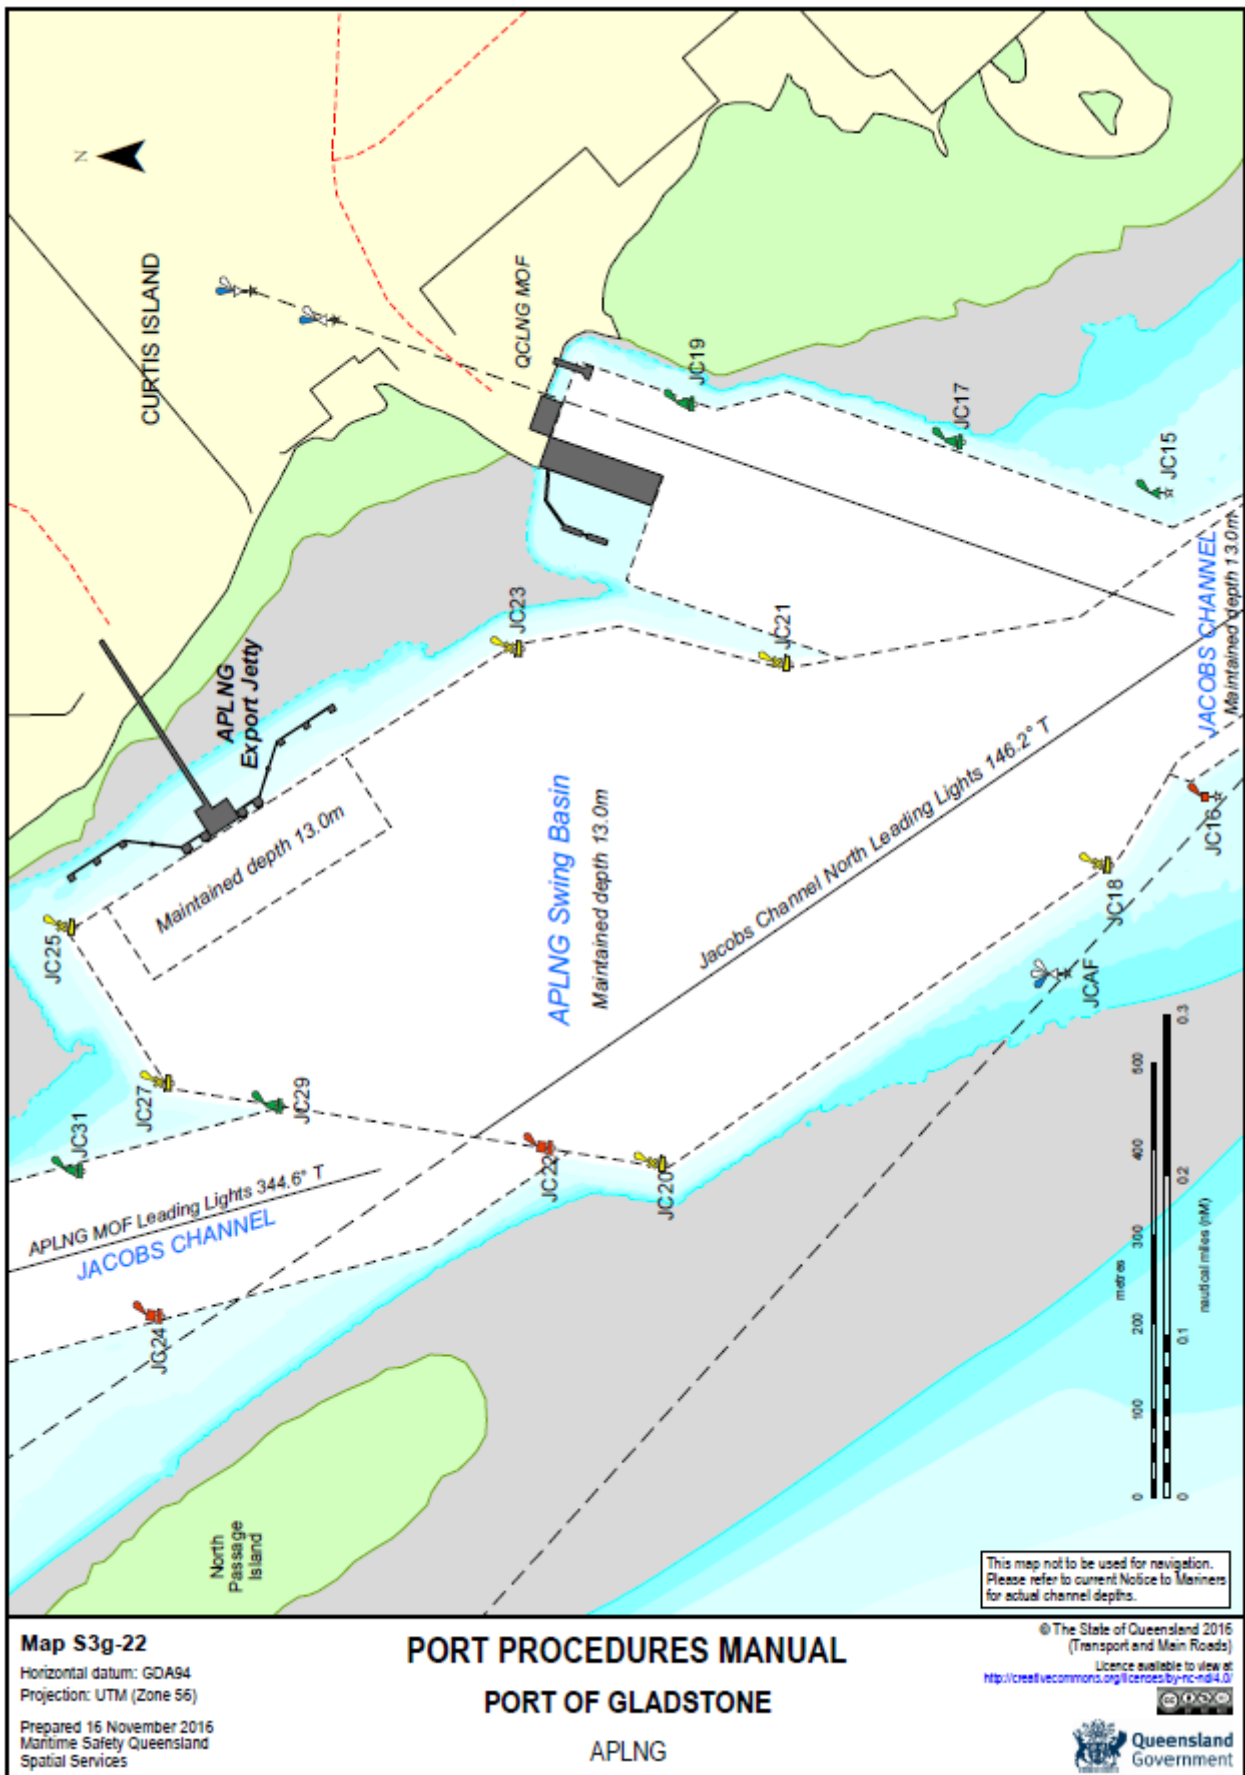 N
CURTIS ISLAND
QCLNG MOF
JC19
JC17
JC15
JC23
JC21
APLNG
Export Jetty
JACOBS CHANNEL
Maintained depth 13.0m
Maintained depth 13.0m
JC25
APLNG Swing Basin
Maintained depth 13.0m
Jacobs Channel North Leading Lights 146.2° T
JC16
JC18
JCAF
JC27
JC29
JC31
JC22
JC20
APLNG MOF Leading Lights 344.6° T
JACOBS CHANNEL
JC24
North
Passage
Island
metres
0 100 200 300 400 500
0 0.1 0.2 0.3
nautical miles (nM)
This map not to be used for navigation.
Please refer to current Notice to Mariners
for actual channel depths.
Map S3g-22
Horizontal datum: GDA94
Projection: UTM (Zone 56)
Prepared 16 November 2016
Maritime Safety Queensland
Spatial Services
PORT PROCEDURES MANUAL
PORT OF GLADSTONE
APLNG
© The State of Queensland 2016
(Transport and Main Roads)
Licence available to view at
http://creativecommons.org/licenses/by-nc-nd/4.0/
Queensland
Government